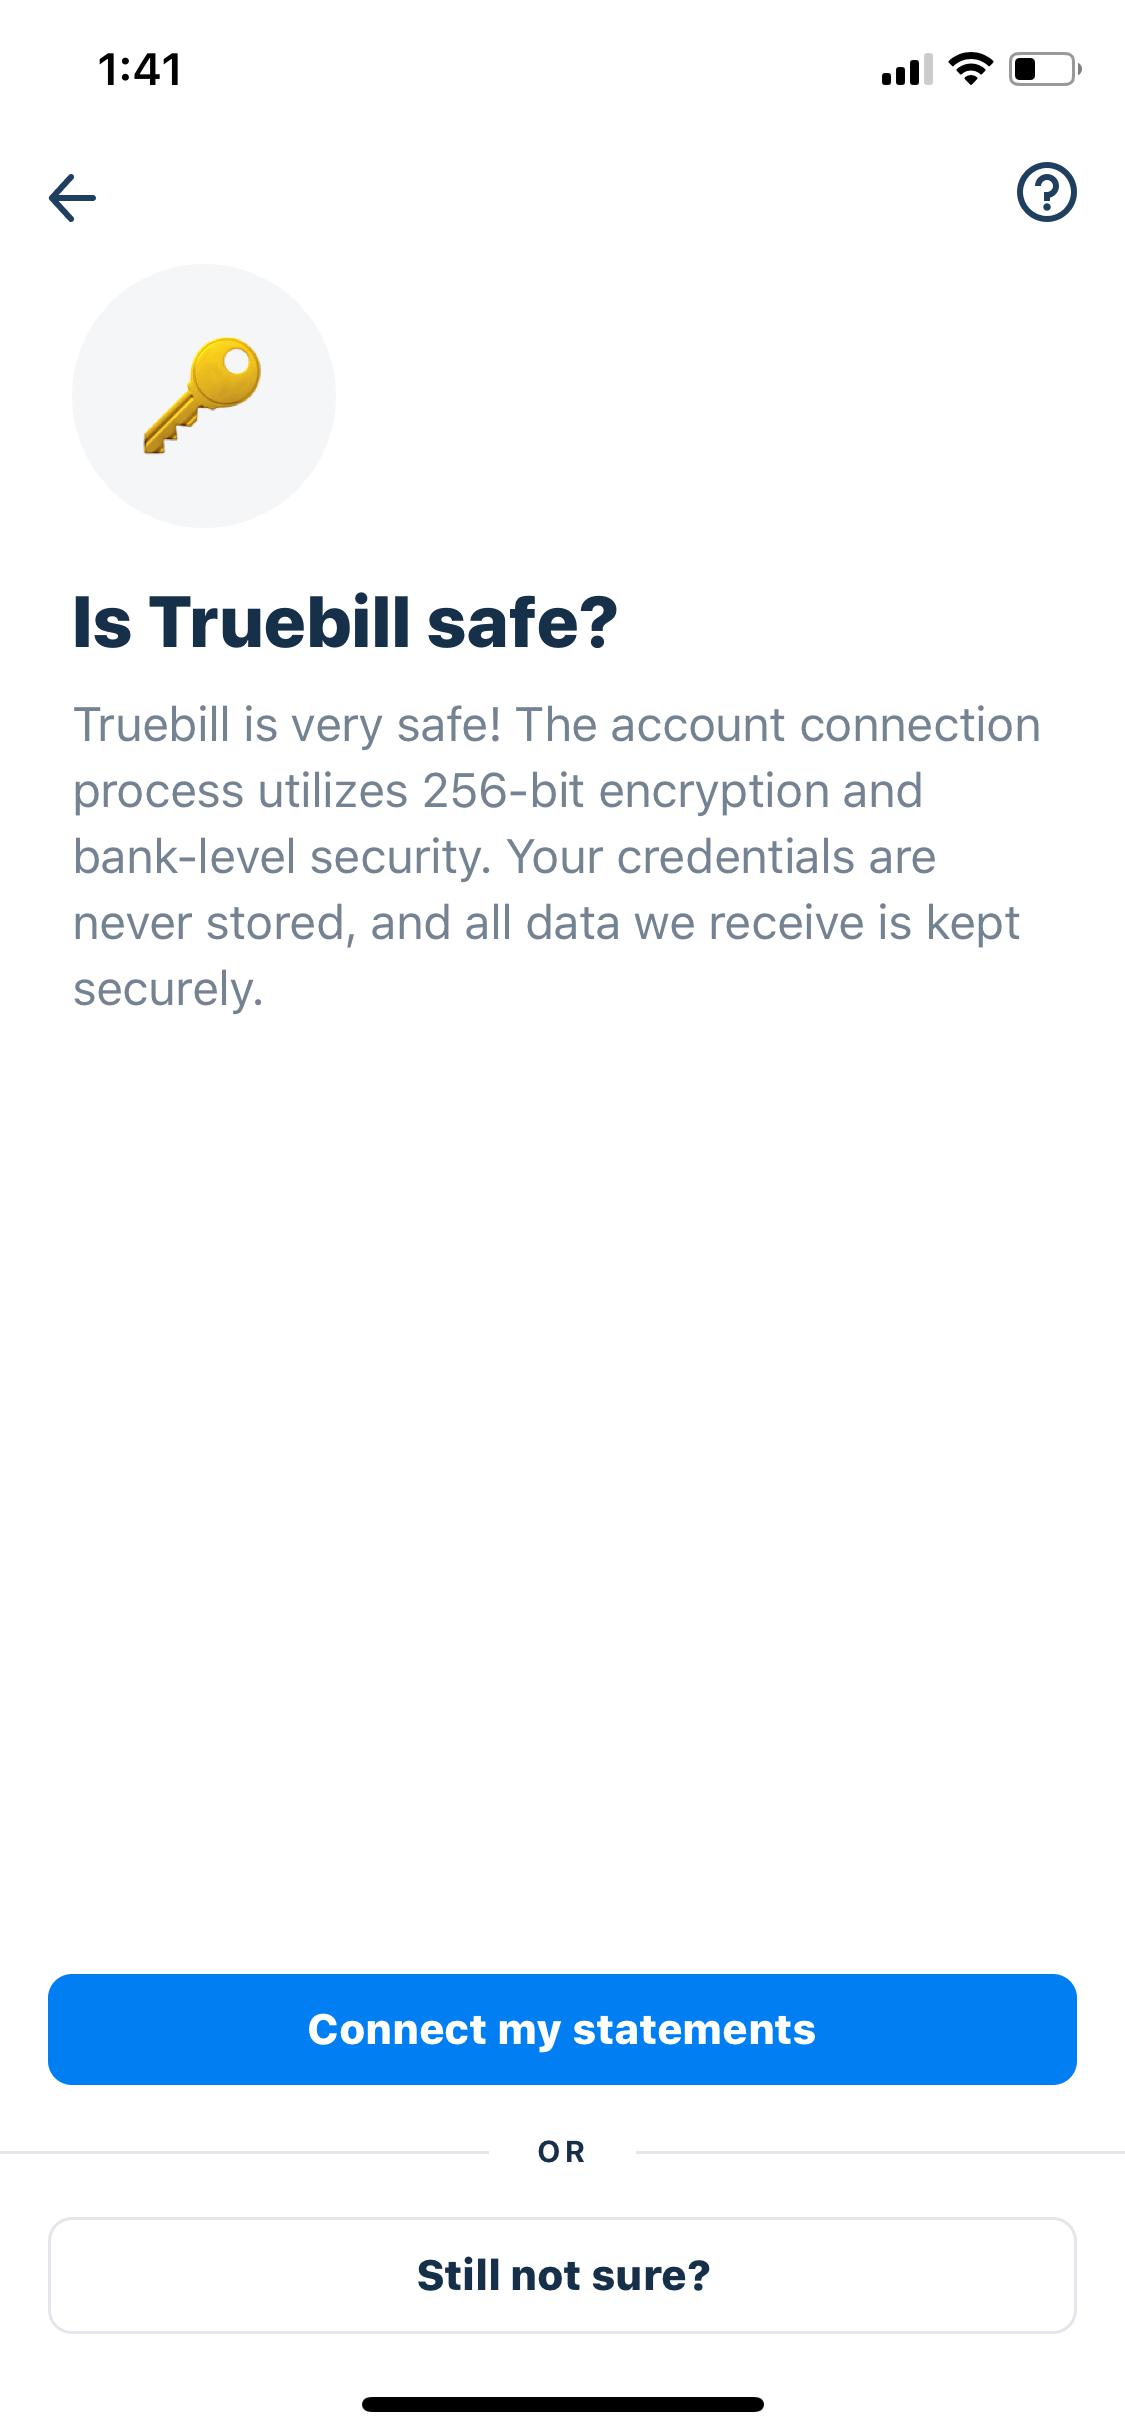 1:41
Is Truebill safe?
Truebill is very safe! The account connection
process utilizes 256-bit encryption and
bank-level security. Your credentials are
never stored, and all data we receive is kept
securely.
Connect my statements
OR
Still not sure?